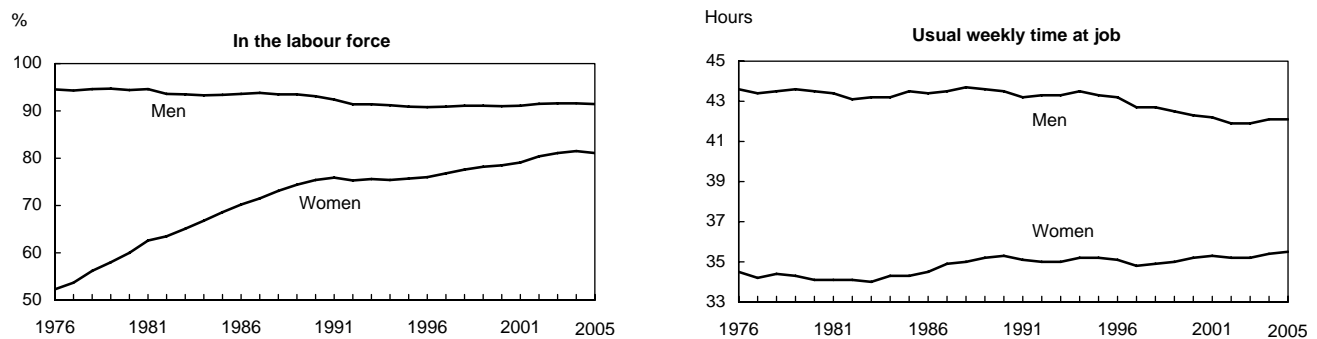 %
In the labour force
100
90
80
70
60
50
Men
Women
1976 1981 1986 1991 1996 2001 2005
Hours
Usual weekly time at job
45
43
41
39
37
35
33
Men
Women
1976 1981 1986 1991 1996 2001 2005